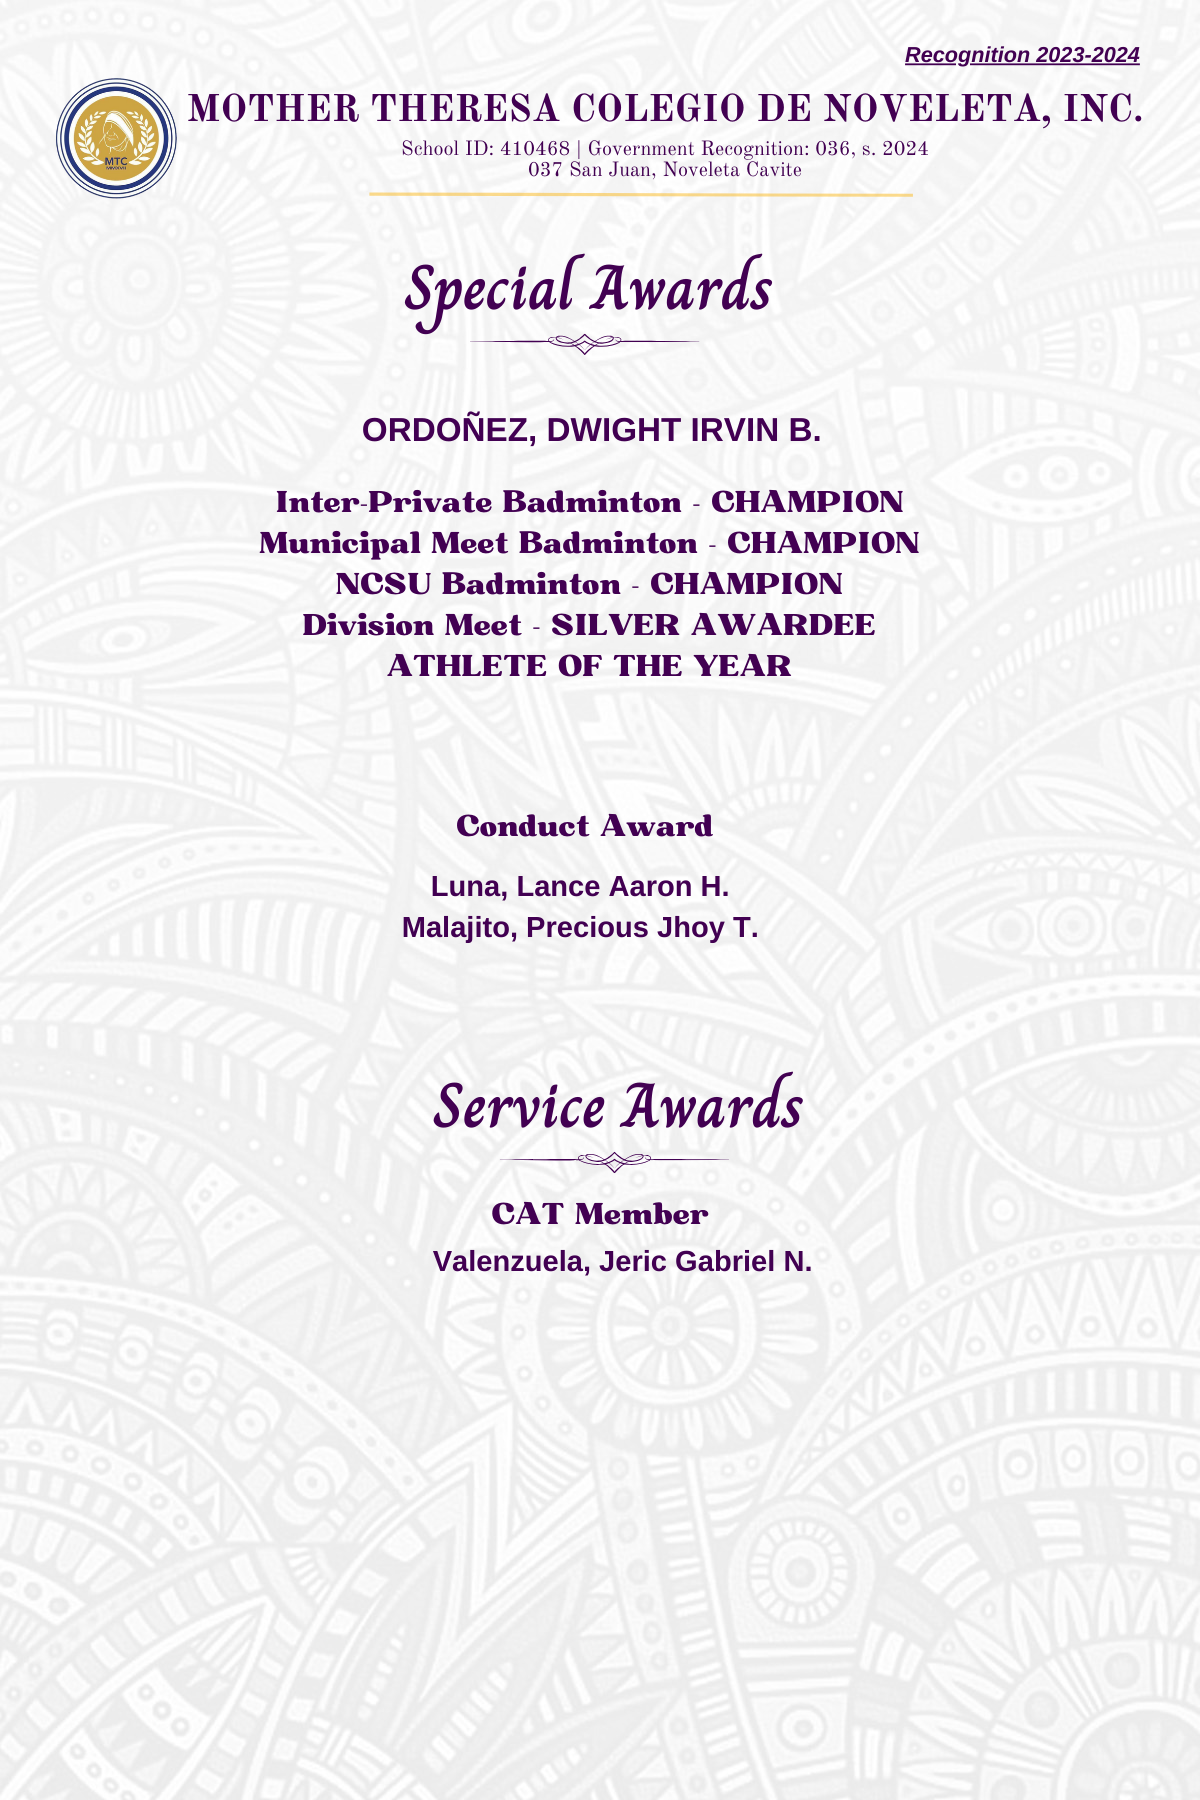 Recognition 2023-2024
MOTHER THERESA COLEGIO DE NOVELETA, INC.
School ID: 410468 | Government Recognition: 036, s. 2024
037 San Juan, Noveleta Cavite
MTC
Special Awards
ORDOÑEZ, DWIGHT IRVIN B.
Inter-Private Badminton - CHAMPION
Municipal Meet Badminton - CHAMPION
NCSU Badminton - CHAMPION
Division Meet - SILVER AWARDEE
ATHLETE OF THE YEAR
Conduct Award
Luna, Lance Aaron H.
Malajito, Precious Jhoy T.
Service Awards
CAT Member
Valenzuela, Jeric Gabriel N.